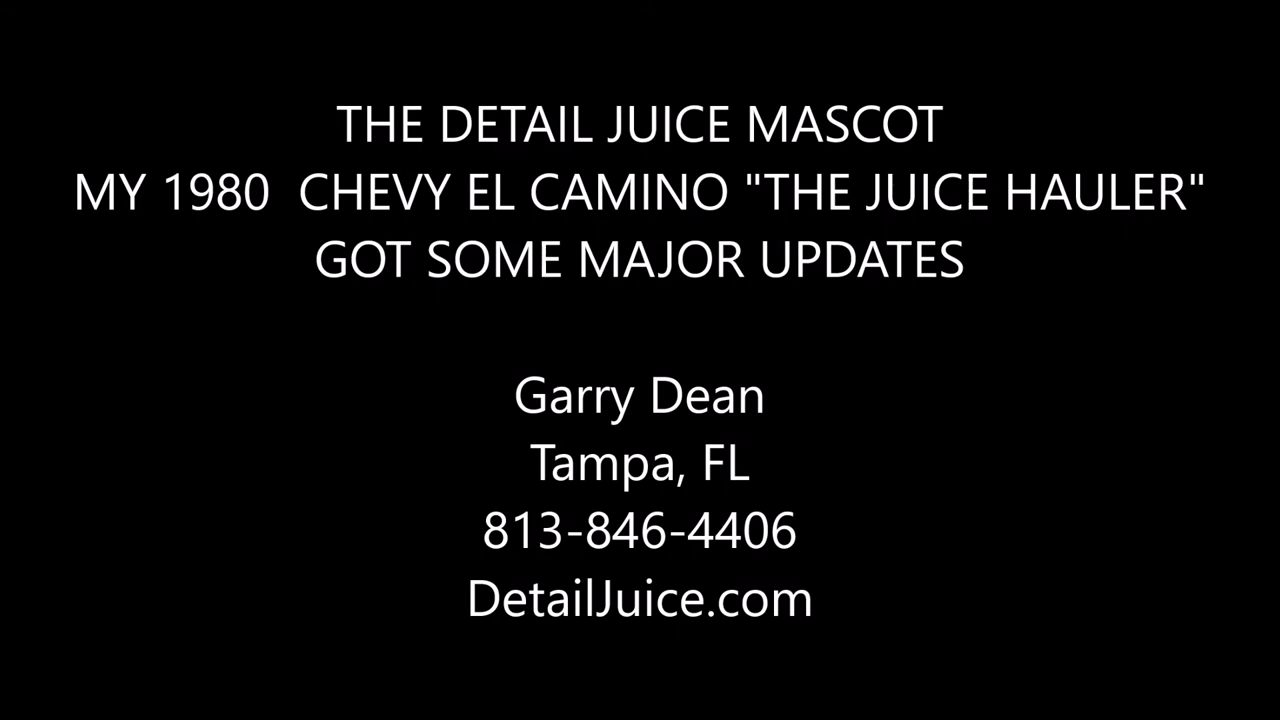 THE DETAIL JUICE MASCOT
MY 1980  CHEVY EL CAMINO "THE JUICE HAULER"
GOT SOME MAJOR UPDATES
Garry Dean
Tampa, FL
813-846-4406
DetailJuice.com